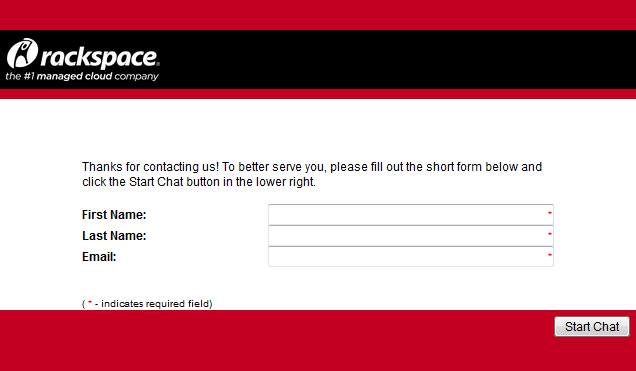 rackspace®
the #1 managed cloud company
Thanks for contacting us! To better serve you, please fill out the short form below and
click the Start Chat button in the lower right.
First Name: *
Last Name: *
Email: *
( * - indicates required field)
Start Chat